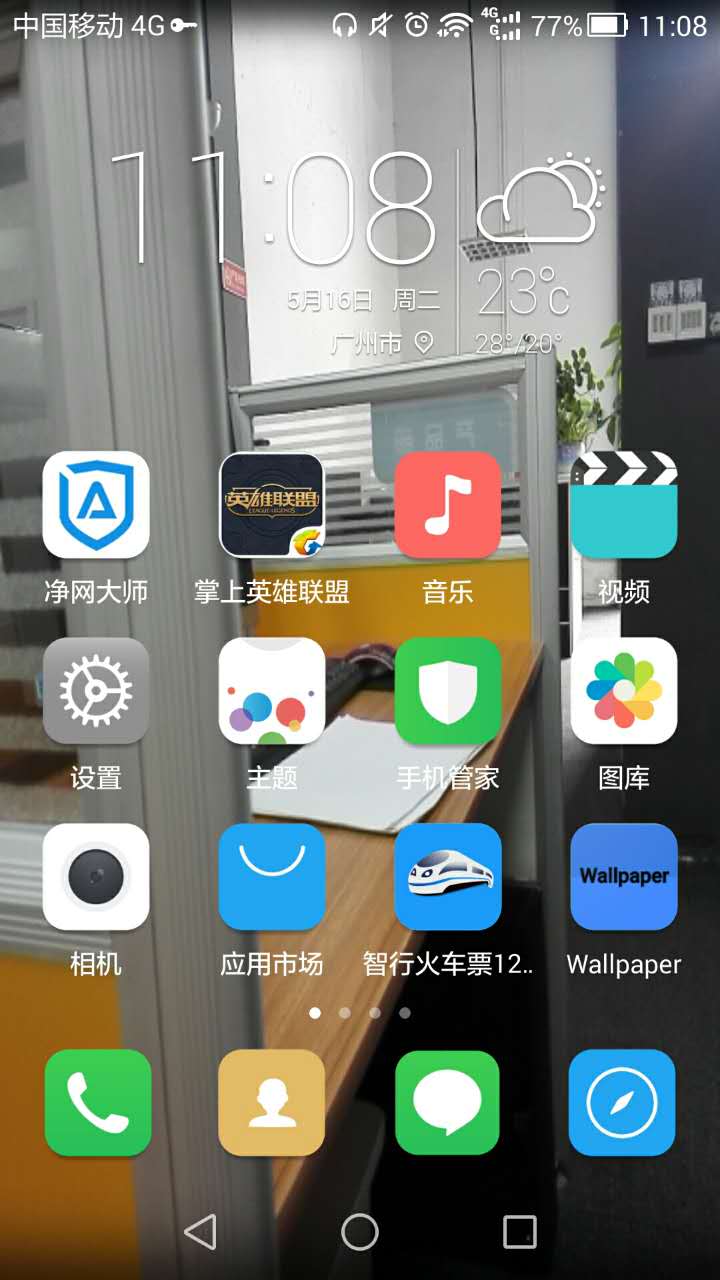 中国移动 4G 4G G 77% 11:08
11:08
5月16日 周二
广州市
23°C
28°/20°
英雄联盟
LEAGUE OF LEGENDS
净网大师 掌上英雄联盟 音乐 视频
设置 主题 手机管家 图库
Wallpaper
相机 应用市场 智行火车票12.. Wallpaper